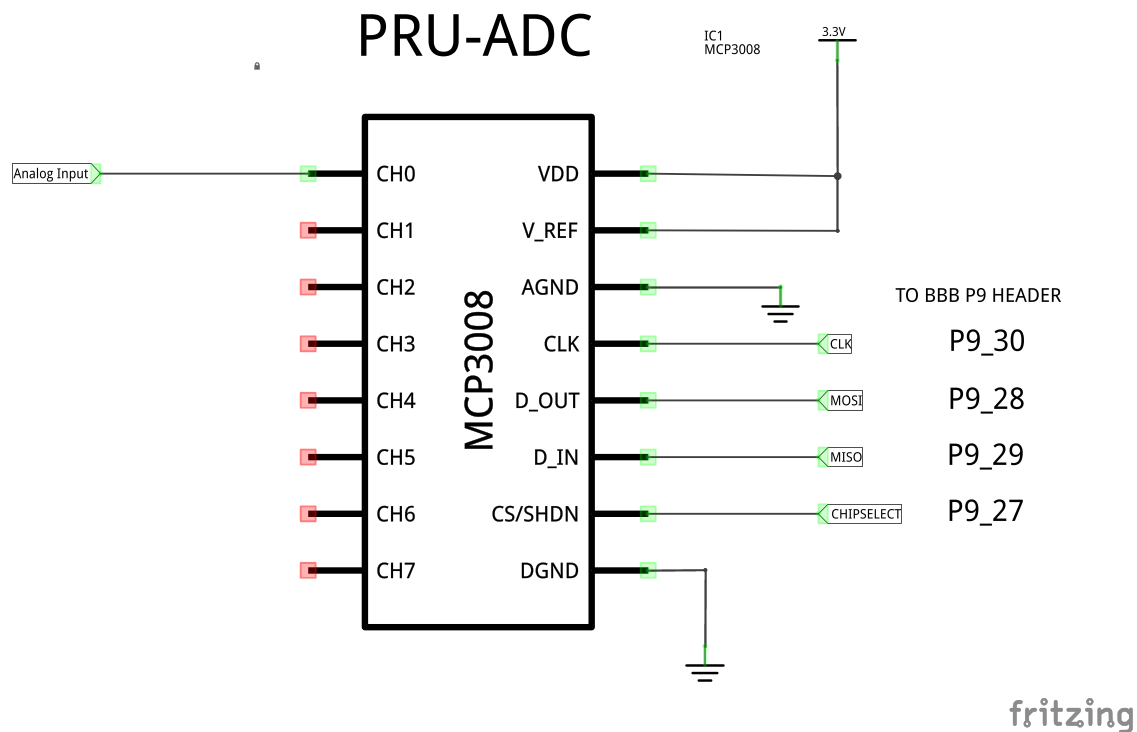 PRU-ADC
IC1
MCP3008
3.3V
Analog Input
CH0
VDD
CH1
V_REF
CH2
AGND
TO BBB P9 HEADER
CH3
CLK
CLK
P9_30
CH4
D_OUT
MOSI
P9_28
MCP3008
CH5
D_IN
MISO
P9_29
CH6
CS/SHDN
CHIPSELECT
P9_27
CH7
DGND
fritzing